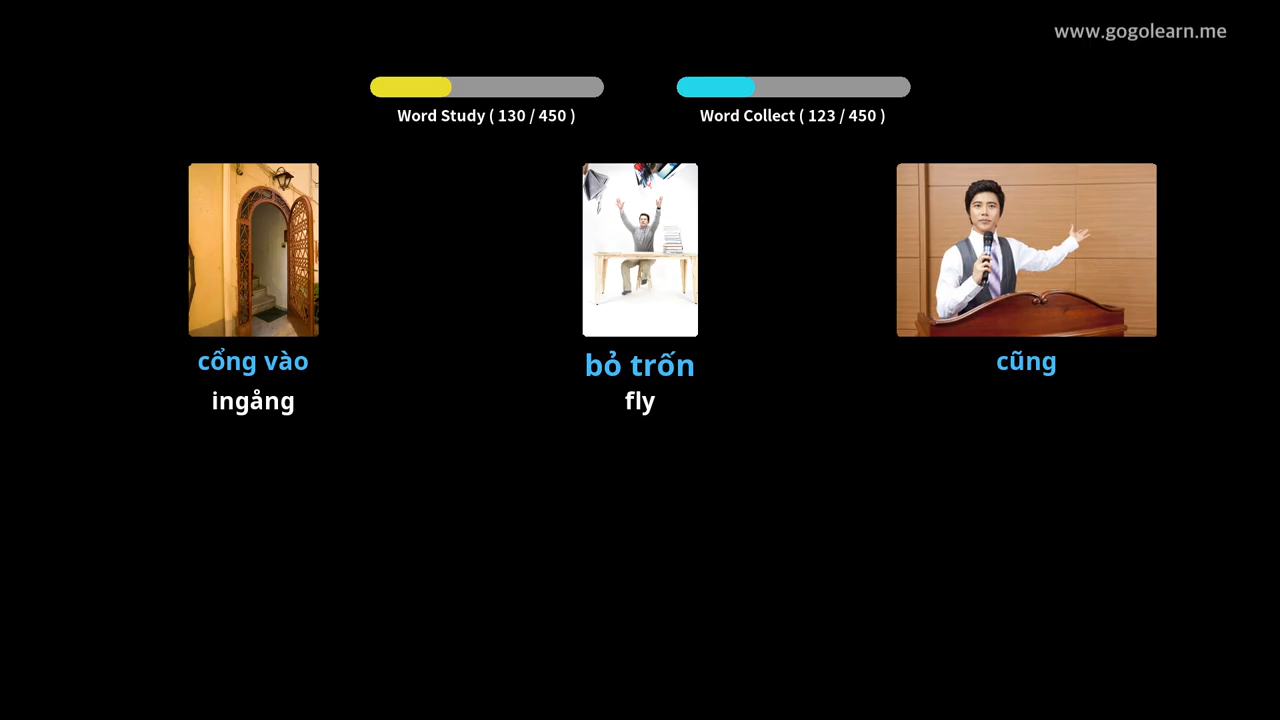 www.gogolearn.me
Word Study ( 130 / 450 )
Word Collect ( 123 / 450 )
cổng vào
bỏ trốn
cũng
ingång
fly